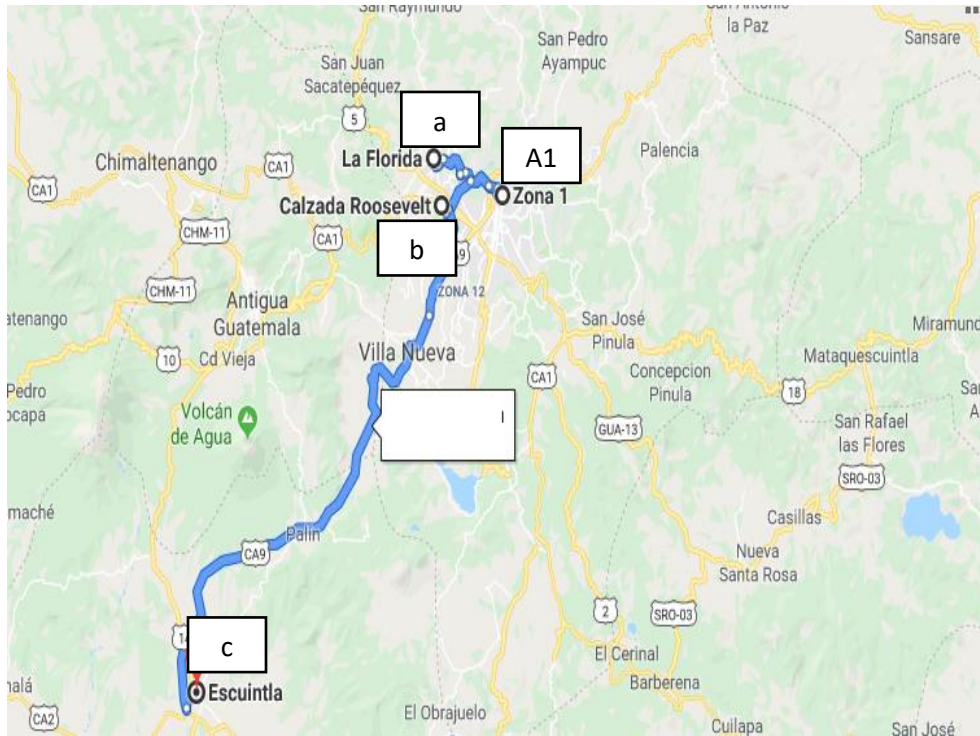 San Raymundo
San Antonio
la Paz
Sansare
San Pedro
Ayampuc
San Juan
Sacatepéquez
5
a
La Florida
A1
Palencia
Chimaltenango
CA1
CA1
Zona 1
Calzada Roosevelt
CHM-11
CA1
b
CHM-11
ZONA 12
Antigua
Guatemala
atenango
San José
Pinula
Miramund
10
Cd Vieja
Villa Nueva
Mataquescuintla
Concepcion
Pinula
CA1
18
Pedro
ocapa
Volcán
de Agua
I
GUA-13
San Rafael
las Flores
SRO-03
maché
Casillas
Palín
CA9
Nueva
Santa Rosa
2
SRO-03
14
c
El Cerinal
Barberena
Escuintla
nalá
CA2
El Obrajuelo
Cuilapa
San José